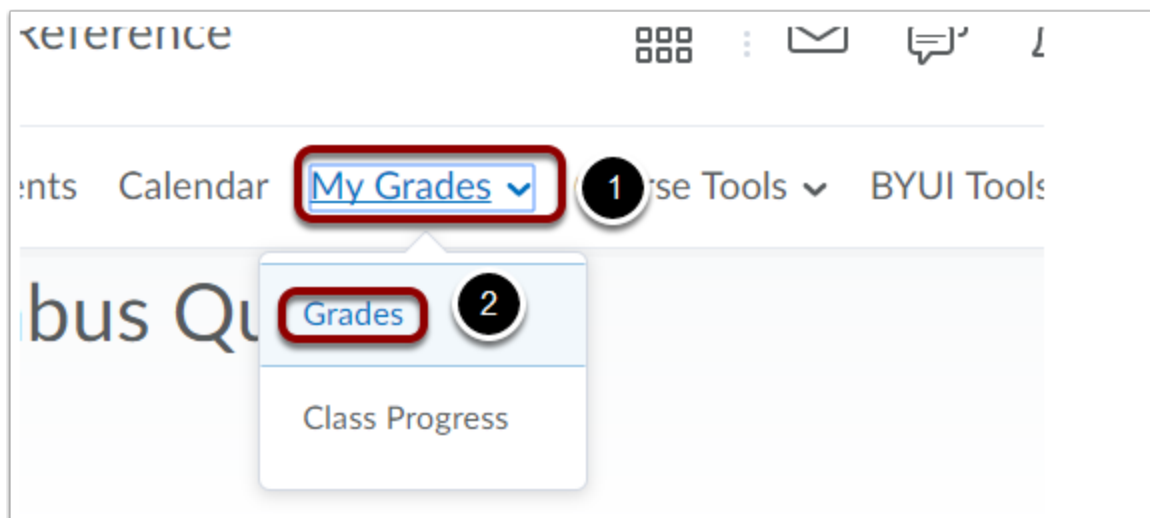 Reference
ents Calendar My Grades 1 rse Tools BYUI Tools
bus Qu
Grades 2
Class Progress